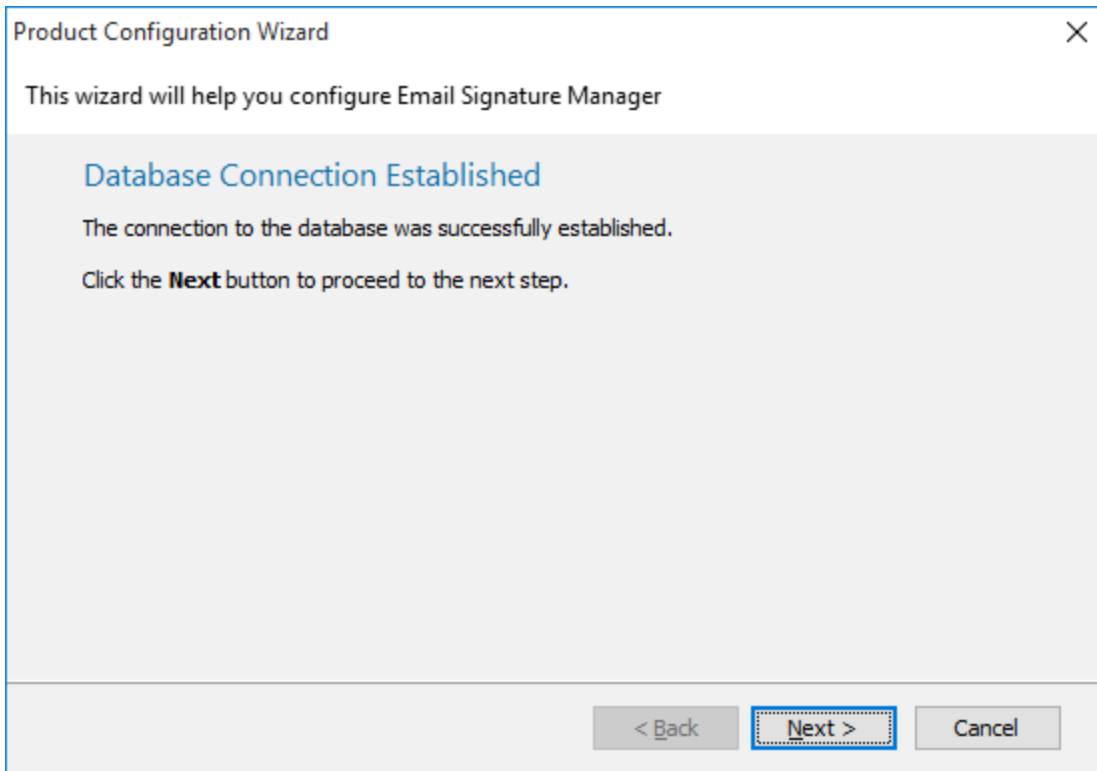 Product Configuration Wizard
This wizard will help you configure Email Signature Manager
Database Connection Established
The connection to the database was successfully established.
Click the Next button to proceed to the next step.
< Back
Next >
Cancel